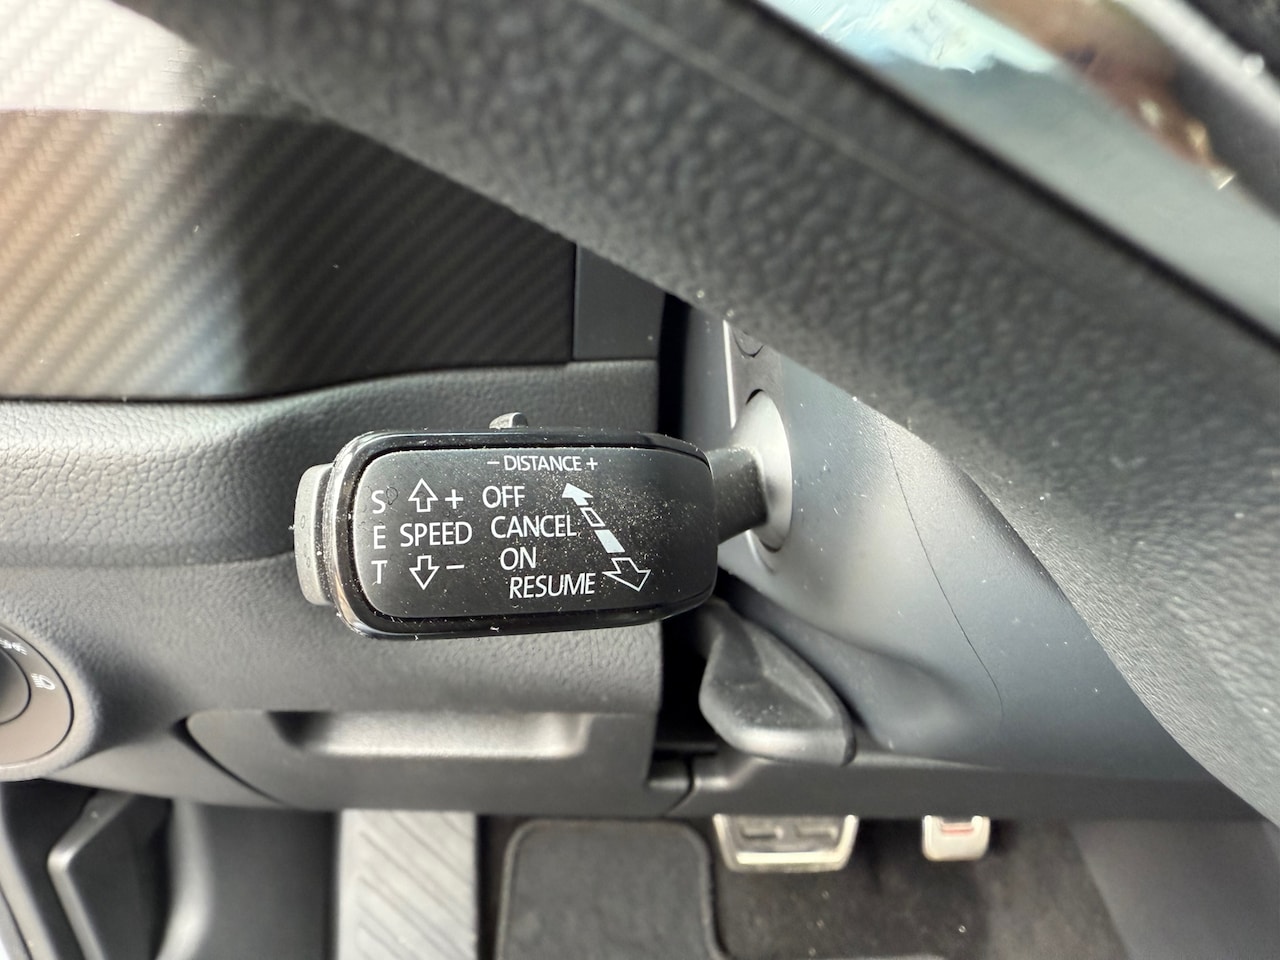 - DISTANCE +
S + OFF
E SPEED CANCEL
ON
T - RESUME